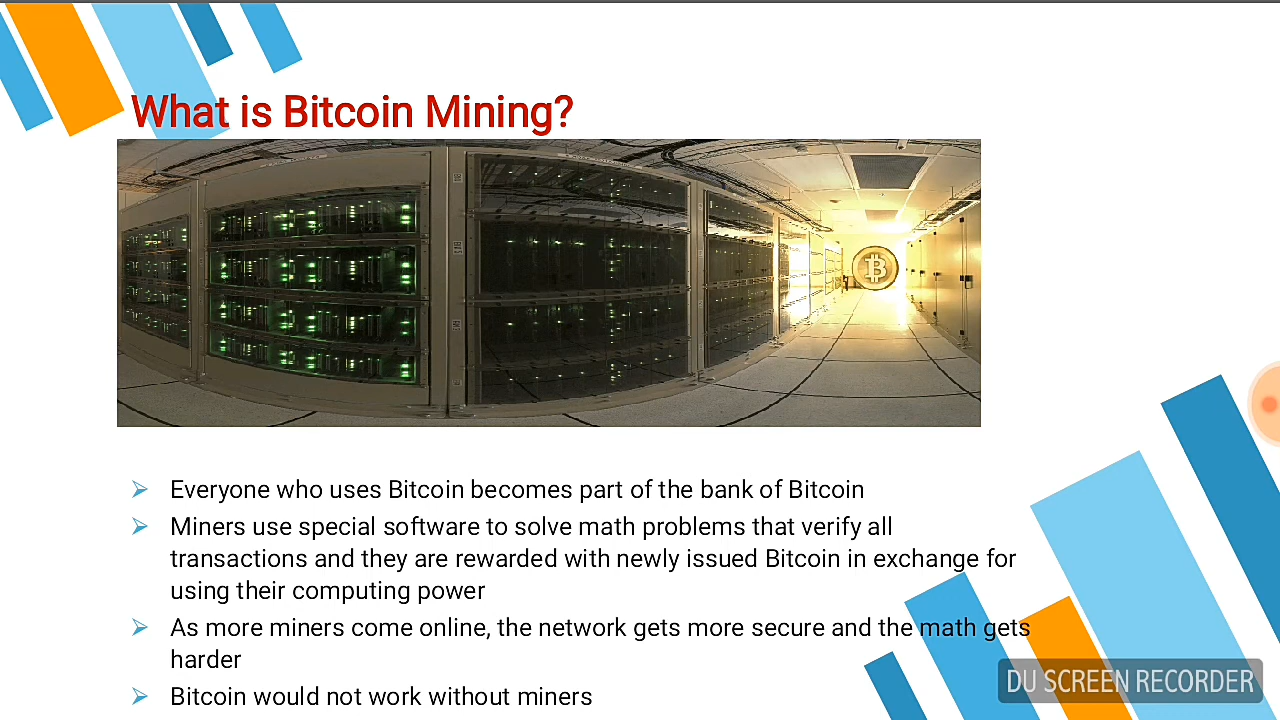 What is Bitcoin Mining?
Everyone who uses Bitcoin becomes part of the bank of Bitcoin
Miners use special software to solve math problems that verify all
transactions and they are rewarded with newly issued Bitcoin in exchange for
using their computing power
As more miners come online, the network gets more secure and the math gets
harder
Bitcoin would not work without miners
DU SCREEN RECORDER